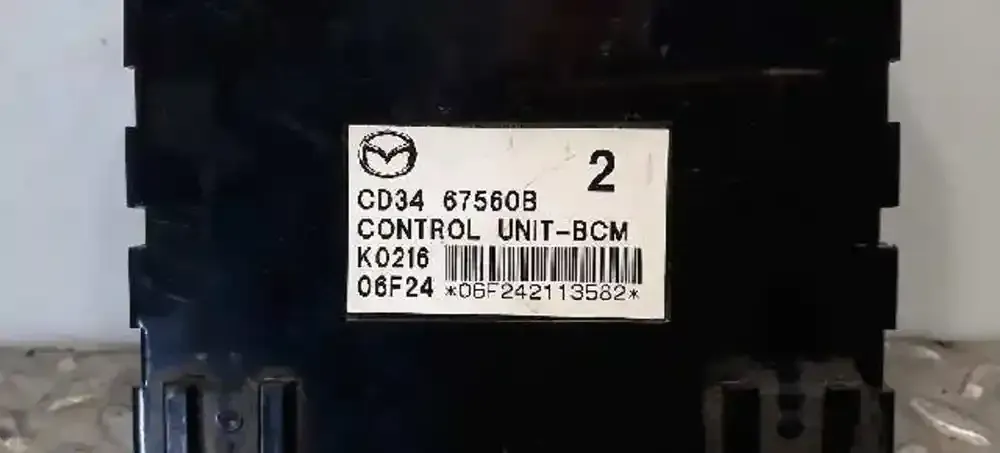 2
CD34 67560B
CONTROL UNIT-BCM
K0216
06F24 *06F242113582*